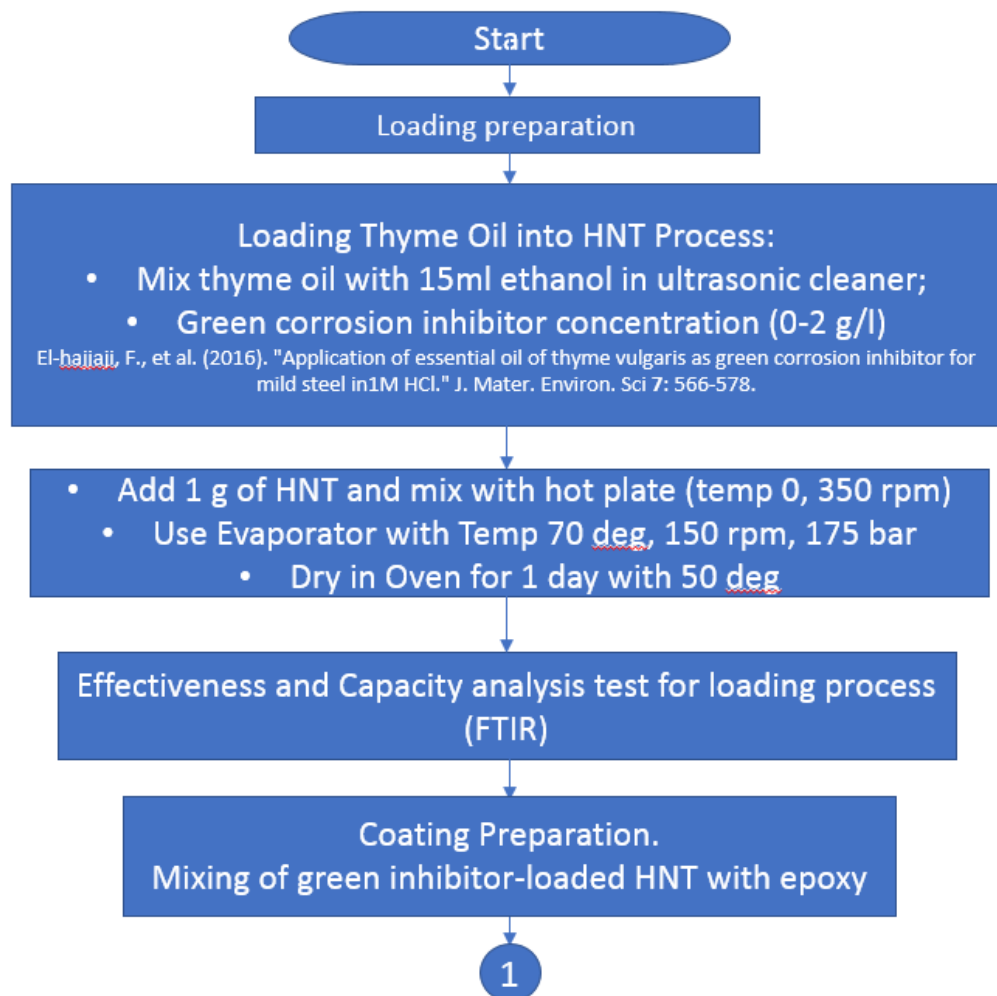 Start
Loading preparation
Loading Thyme Oil into HNT Process:
• Mix thyme oil with 15ml ethanol in ultrasonic cleaner;
• Green corrosion inhibitor concentration (0-2 g/l)
El-hajjaji, F., et al. (2016). "Application of essential oil of thyme vulgaris as green corrosion inhibitor for
mild steel in1M HCl." J. Mater. Environ. Sci 7: 566-578.
• Add 1 g of HNT and mix with hot plate (temp 0, 350 rpm)
• Use Evaporator with Temp 70 deg, 150 rpm, 175 bar
• Dry in Oven for 1 day with 50 deg
Effectiveness and Capacity analysis test for loading process
(FTIR)
Coating Preparation.
Mixing of green inhibitor-loaded HNT with epoxy
1